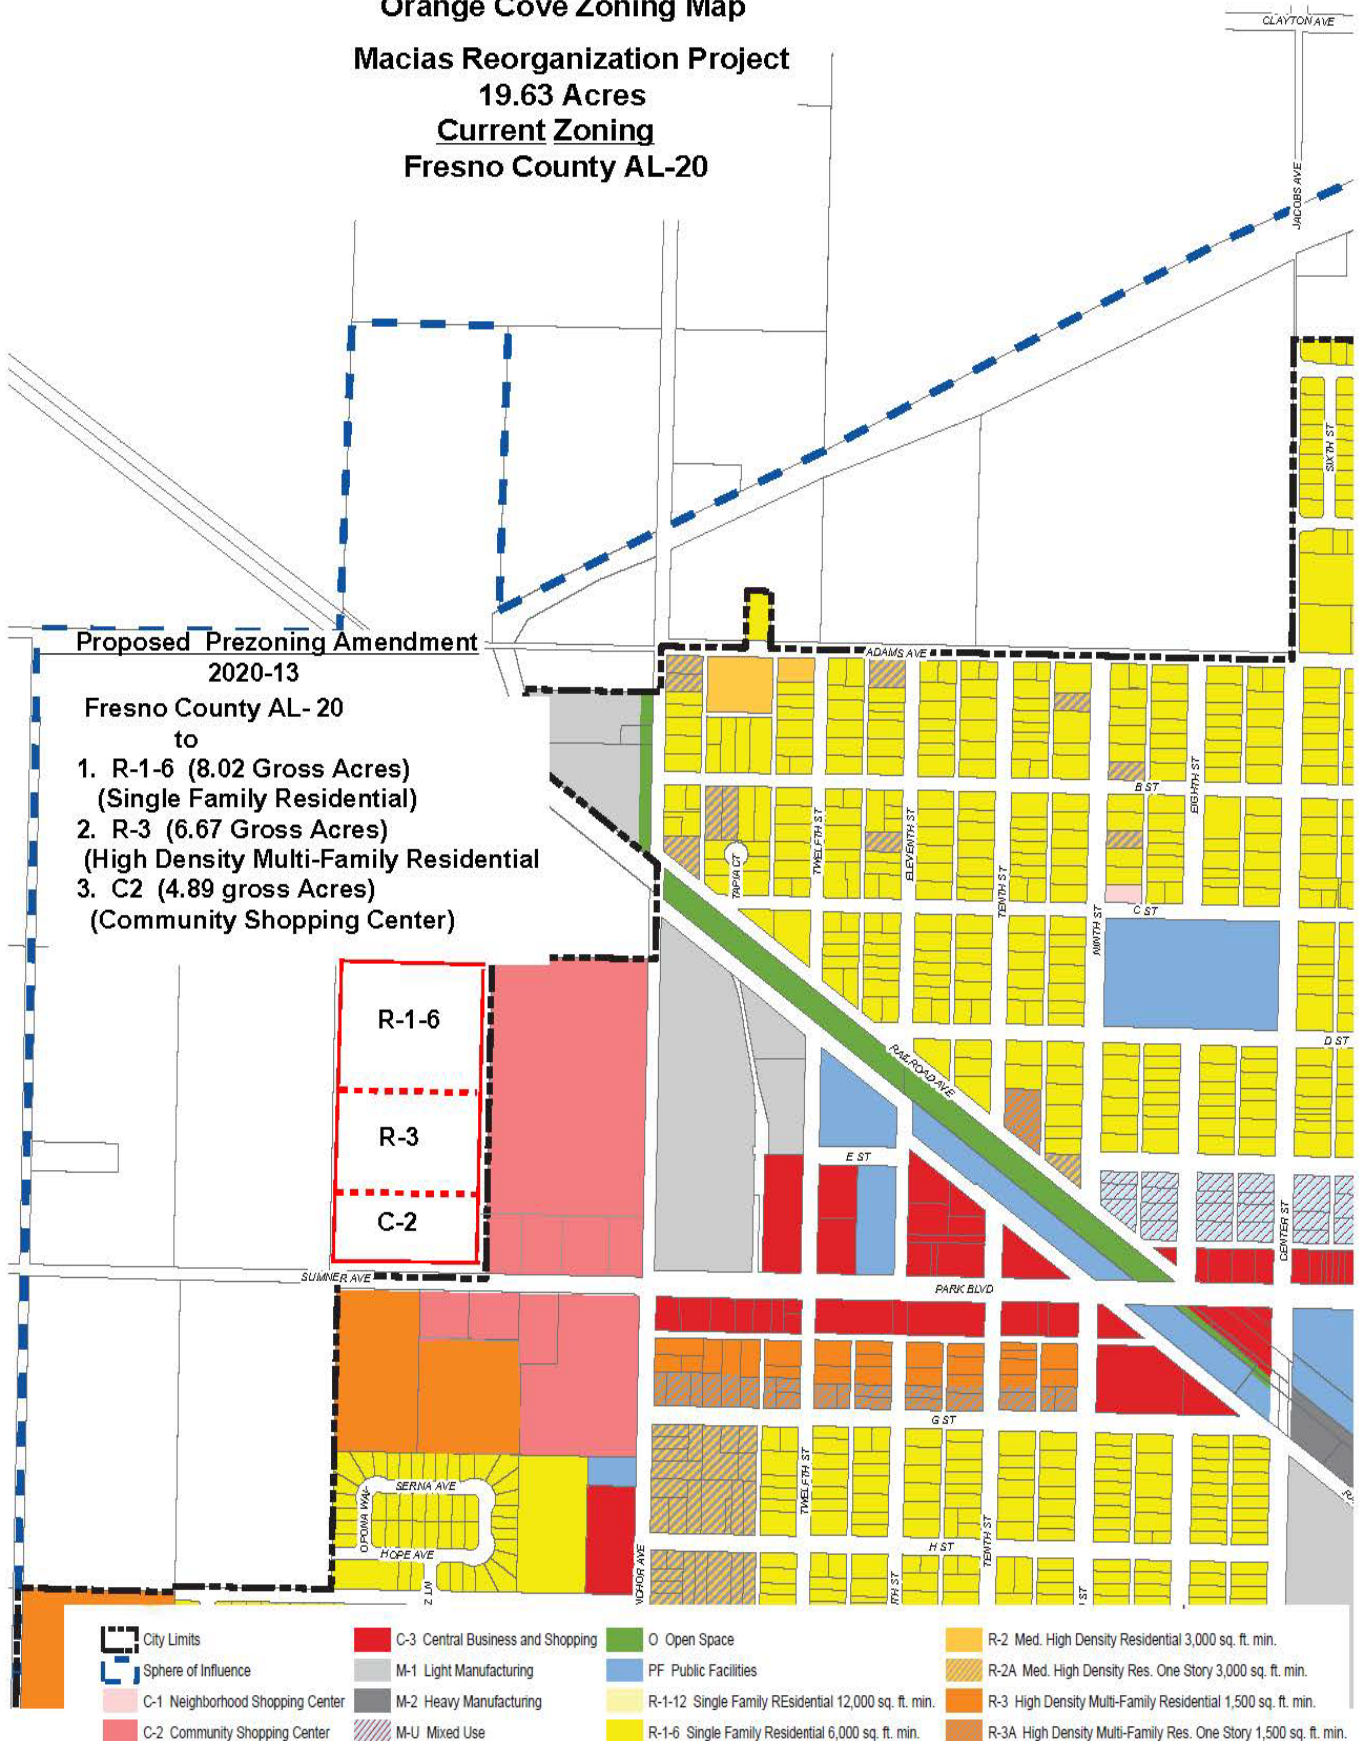 Orange Cove Zoning Map
Macias Reorganization Project
19.63 Acres
Current Zoning
Fresno County AL-20
CLAYTON AVE
JACOBS AVE
SIXTH ST
Proposed Prezoning Amendment
2020-13
Fresno County AL- 20
to
1. R-1-6 (8.02 Gross Acres)
(Single Family Residential)
2. R-3 (6.67 Gross Acres)
(High Density Multi-Family Residential
3. C2 (4.89 gross Acres)
(Community Shopping Center)
ADAMS AVE
B ST
EIGHTH ST
TWELFTH ST
ELEVENTH ST
TAPIA CT
TENTH ST
NINTH ST
C ST
R-1-6
R-3
C-2
D ST
RAILROAD AVE
E ST
CENTER ST
SUMNER AVE
PARK BLVD
G ST
SERNA AVE
HOPE AVE
TWELFTH ST
H ST
TENTH ST
ST
City Limits
Sphere of Influence
C-1 Neighborhood Shopping Center
C-2 Community Shopping Center
C-3 Central Business and Shopping
M-1 Light Manufacturing
M-2 Heavy Manufacturing
M-U Mixed Use
O Open Space
PF Public Facilities
R-1-12 Single Family REsidential 12,000 sq. ft. min.
R-1-6 Single Family Residential 6,000 sq. ft. min.
R-2 Med. High Density Residential 3,000 sq. ft. min.
R-2A Med. High Density Res. One Story 3,000 sq. ft. min.
R-3 High Density Multi-Family Residential 1,500 sq. ft. min.
R-3A High Density Multi-Family Res. One Story 1,500 sq. ft. min.